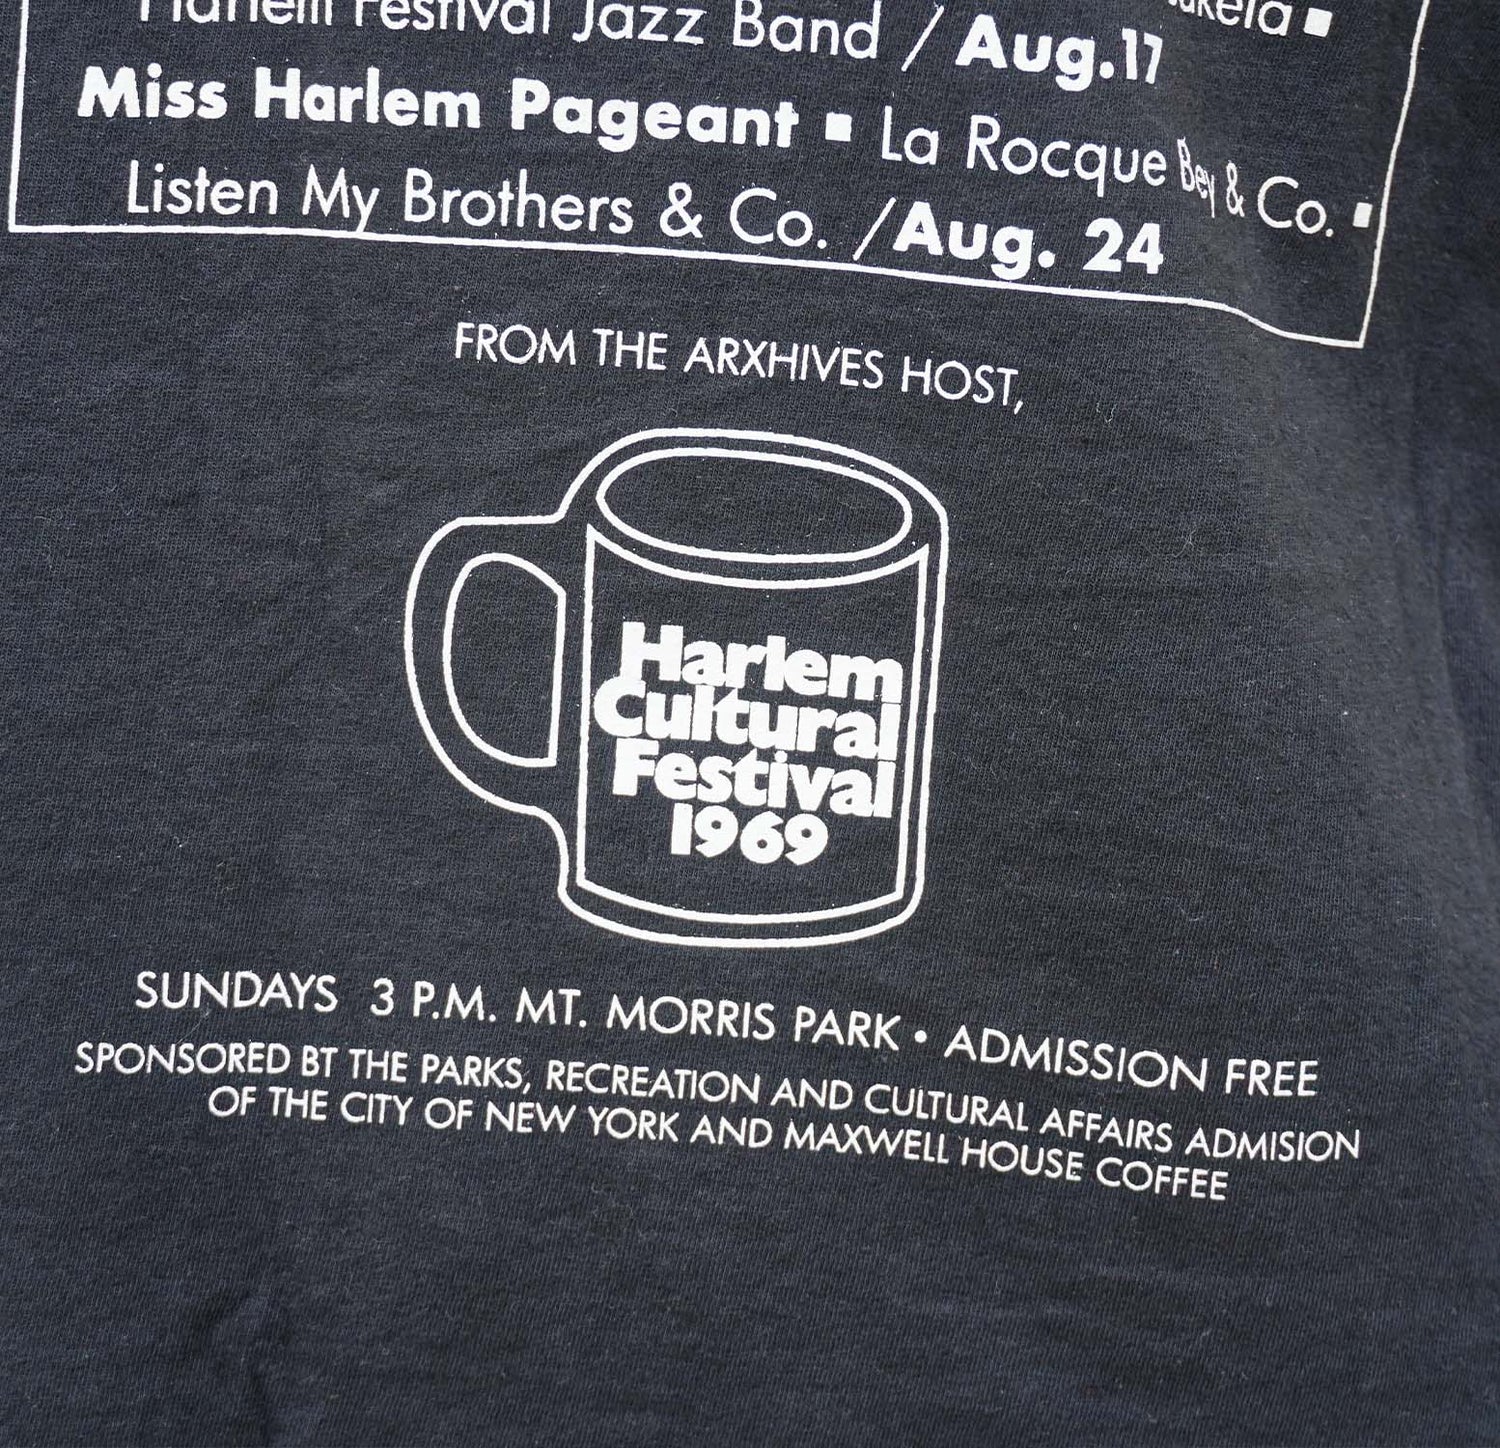 Harlem Festival Jazz Band / Aug.17
Miss Harlem Pageant ▪ La Rocque Bey & Co. ▪
Listen My Brothers & Co. /Aug. 24
FROM THE ARXHIVES HOST,
Harlem
Cultural
Festival
1969
SUNDAYS 3 P.M. MT. MORRIS PARK • ADMISSION FREE
SPONSORED BT THE PARKS, RECREATION AND CULTURAL AFFAIRS ADMISION
OF THE CITY OF NEW YORK AND MAXWELL HOUSE COFFEE